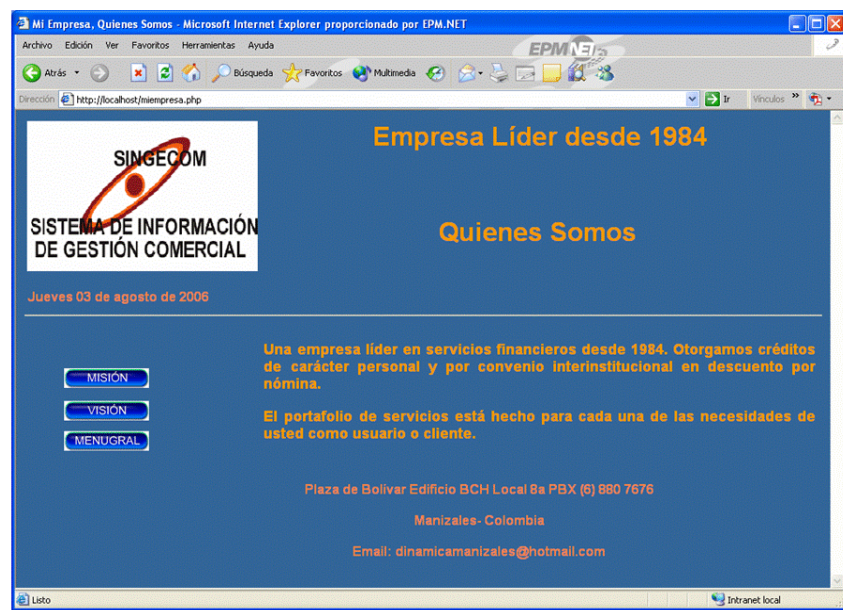 Mi Empresa, Quienes Somos - Microsoft Internet Explorer proporcionado por EPM.NET
Archivo Edición Ver Favoritos Herramientas Ayuda
EPM NET
Atrás Búsqueda Favoritos Multimedia
Dirección http://localhost/miempresa.php Ir Vínculos »
SINGECOM
SISTEMA DE INFORMACIÓN
DE GESTIÓN COMERCIAL
Empresa Líder desde 1984
Quienes Somos
Jueves 03 de agosto de 2006
MISIÓN
VISIÓN
MENUGRAL
Una empresa líder en servicios financieros desde 1984. Otorgamos créditos
de carácter personal y por convenio interinstitucional en descuento por
nómina.
El portafolio de servicios está hecho para cada una de las necesidades de
usted como usuario o cliente.
Plaza de Bolivar Edificio BCH Local 8a PBX (6) 880 7676
Manizales- Colombia
Email: dinamicamanizales@hotmail.com
Listo Intranet local